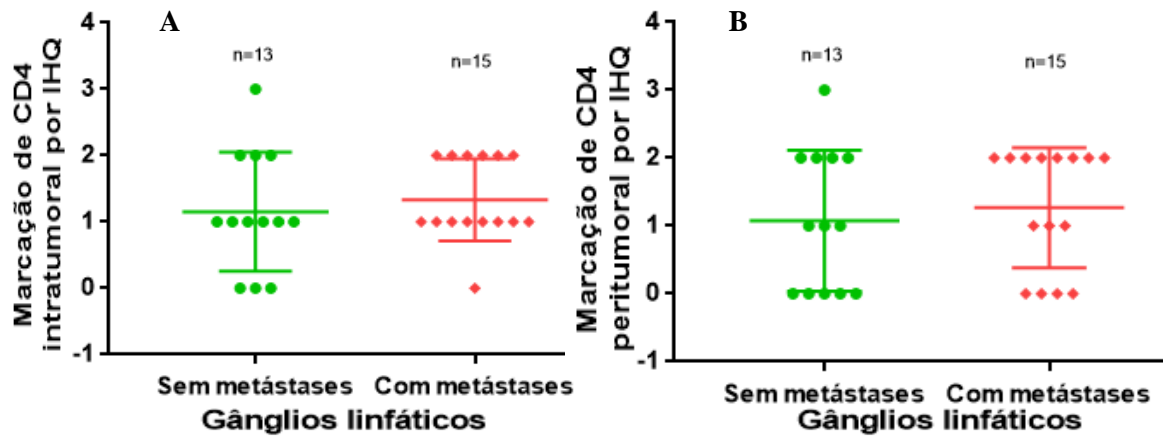 A
Marcação de CD4
intratumoral por IHQ
4
3
2
1
0
-1
n=13
n=15
Sem metástases
Com metástases
Gânglios linfáticos
B
Marcação de CD4
peritumoral por IHQ
4
3
2
1
0
-1
n=13
n=15
Sem metástases
Com metástases
Gânglios linfáticos